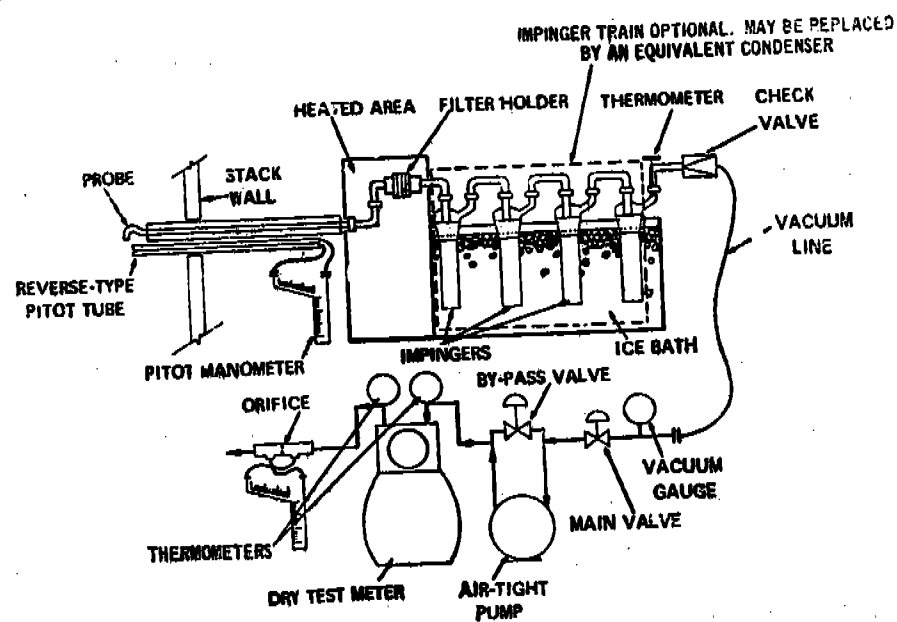 IMPINGER TRAIN OPTIONAL. MAY BE REPLACED
BY AN EQUIVALENT CONDENSER
HEATED AREA
FILTER HOLDER
THERMOMETER
CHECK
VALVE
PROBE
STACK
WALL
VACUUM
LINE
REVERSE-TYPE
PITOT TUBE
PITOT MANOMETER
IMPINGERS
ICE BATH
BY-PASS VALVE
ORIFICE
VACUUM
GAUGE
MAIN VALVE
THERMOMETERS
DRY TEST METER
AIR-TIGHT
PUMP